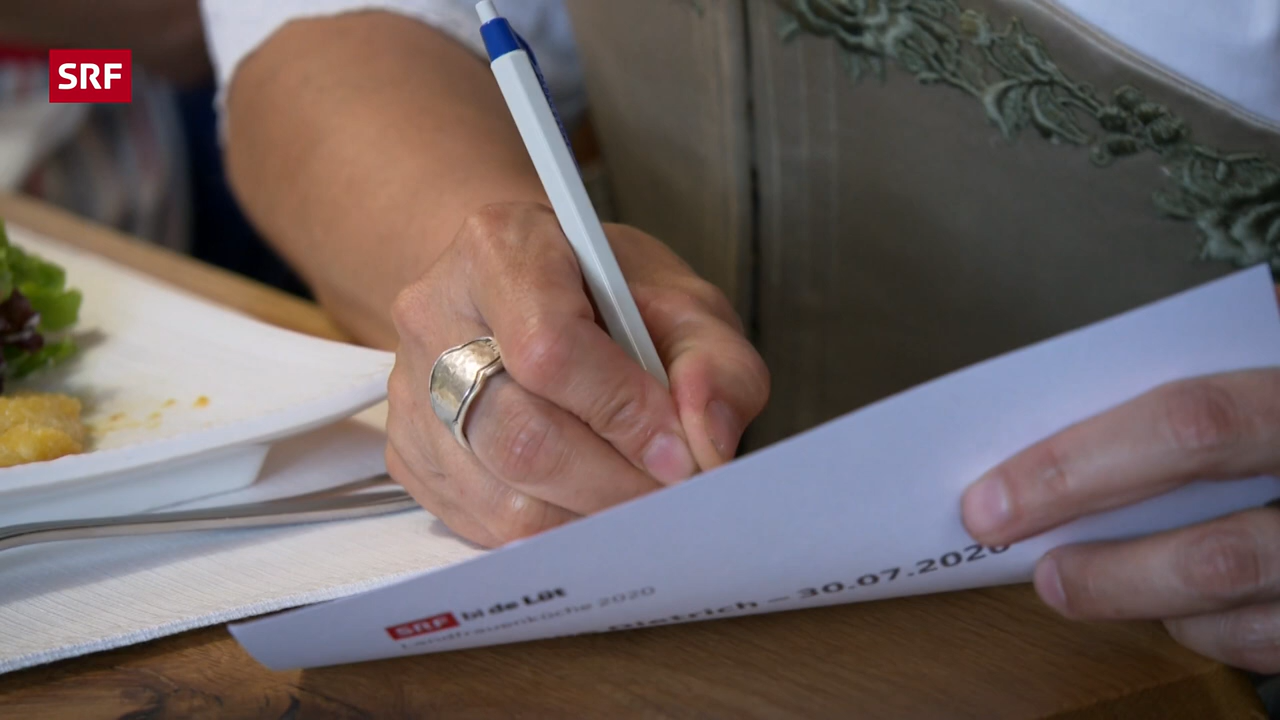 SRF
SRF bi de Lüt
Landfrauenküche 2020
Dietrich – 30.07.2020